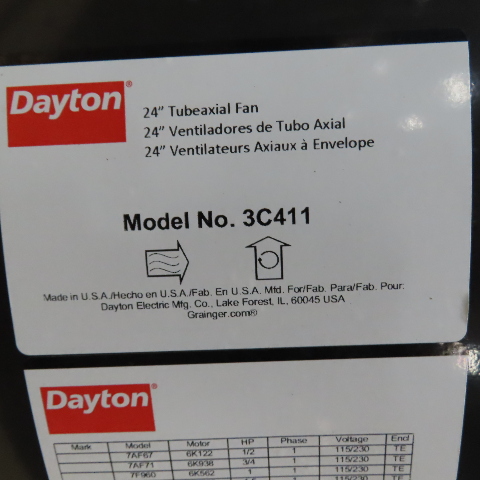 Dayton®
24" Tubeaxial Fan
24" Ventiladores de Tubo Axial
24" Ventilateurs Axiaux à Envelope
Model No. 3C411
Made in U.S.A./Hecho en U.S.A./Fab. En U.S.A. Mfd. For/Fab. Para/Fab. Pour:
Dayton Electric Mfg. Co., Lake Forest, IL, 60045 USA
Grainger.com®
Dayton®
Mark Model Motor HP Phase Voltage Encl
7AF67 6K122 1/2 1 115/230 TE
7AF71 6K938 3/4 1 115/230 TE
7F960 6K562 1 1 115/230 TE